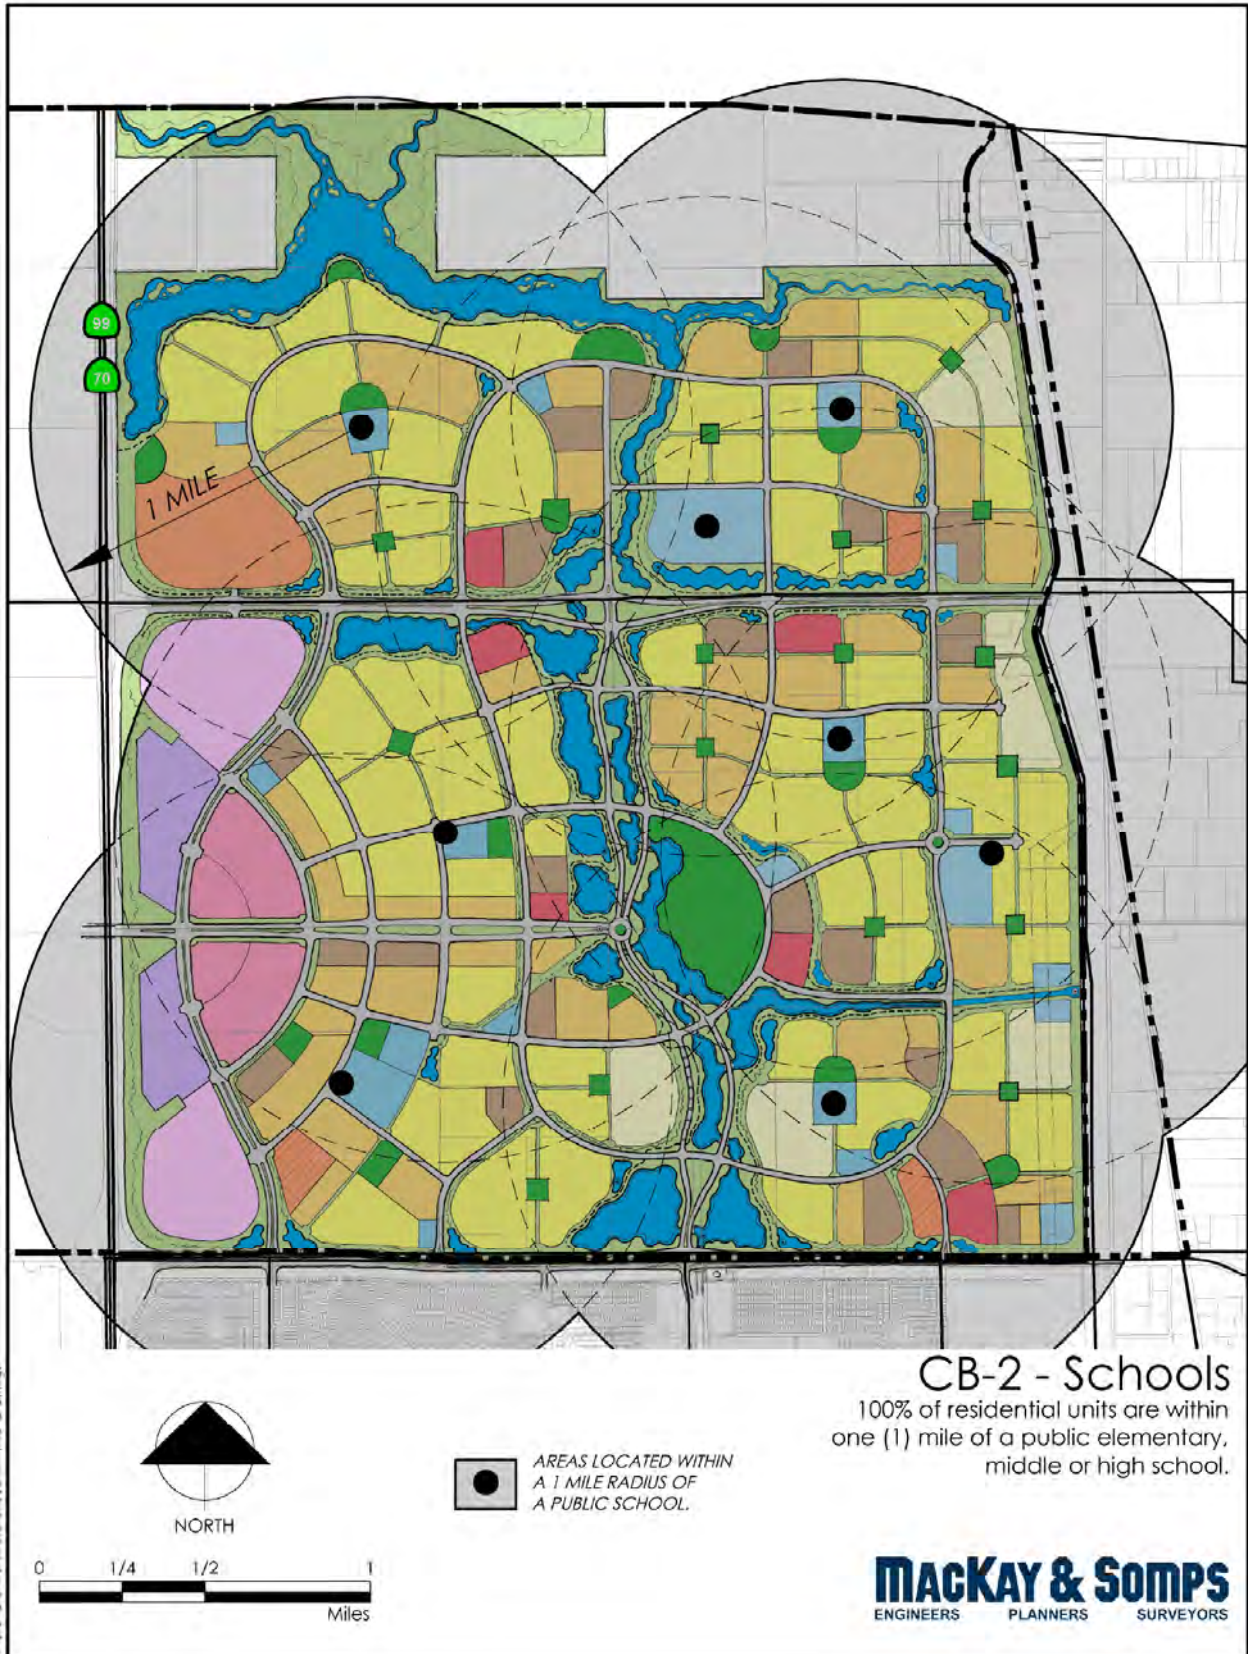 99
70
1 MILE
CB-2 - Schools
100% of residential units are within
one (1) mile of a public elementary,
middle or high school.
AREAS LOCATED WITHIN
A 1 MILE RADIUS OF
A PUBLIC SCHOOL.
NORTH
0 1/4 1/2 1
Miles
MACKAY & SOMPS
ENGINEERS PLANNERS SURVEYORS